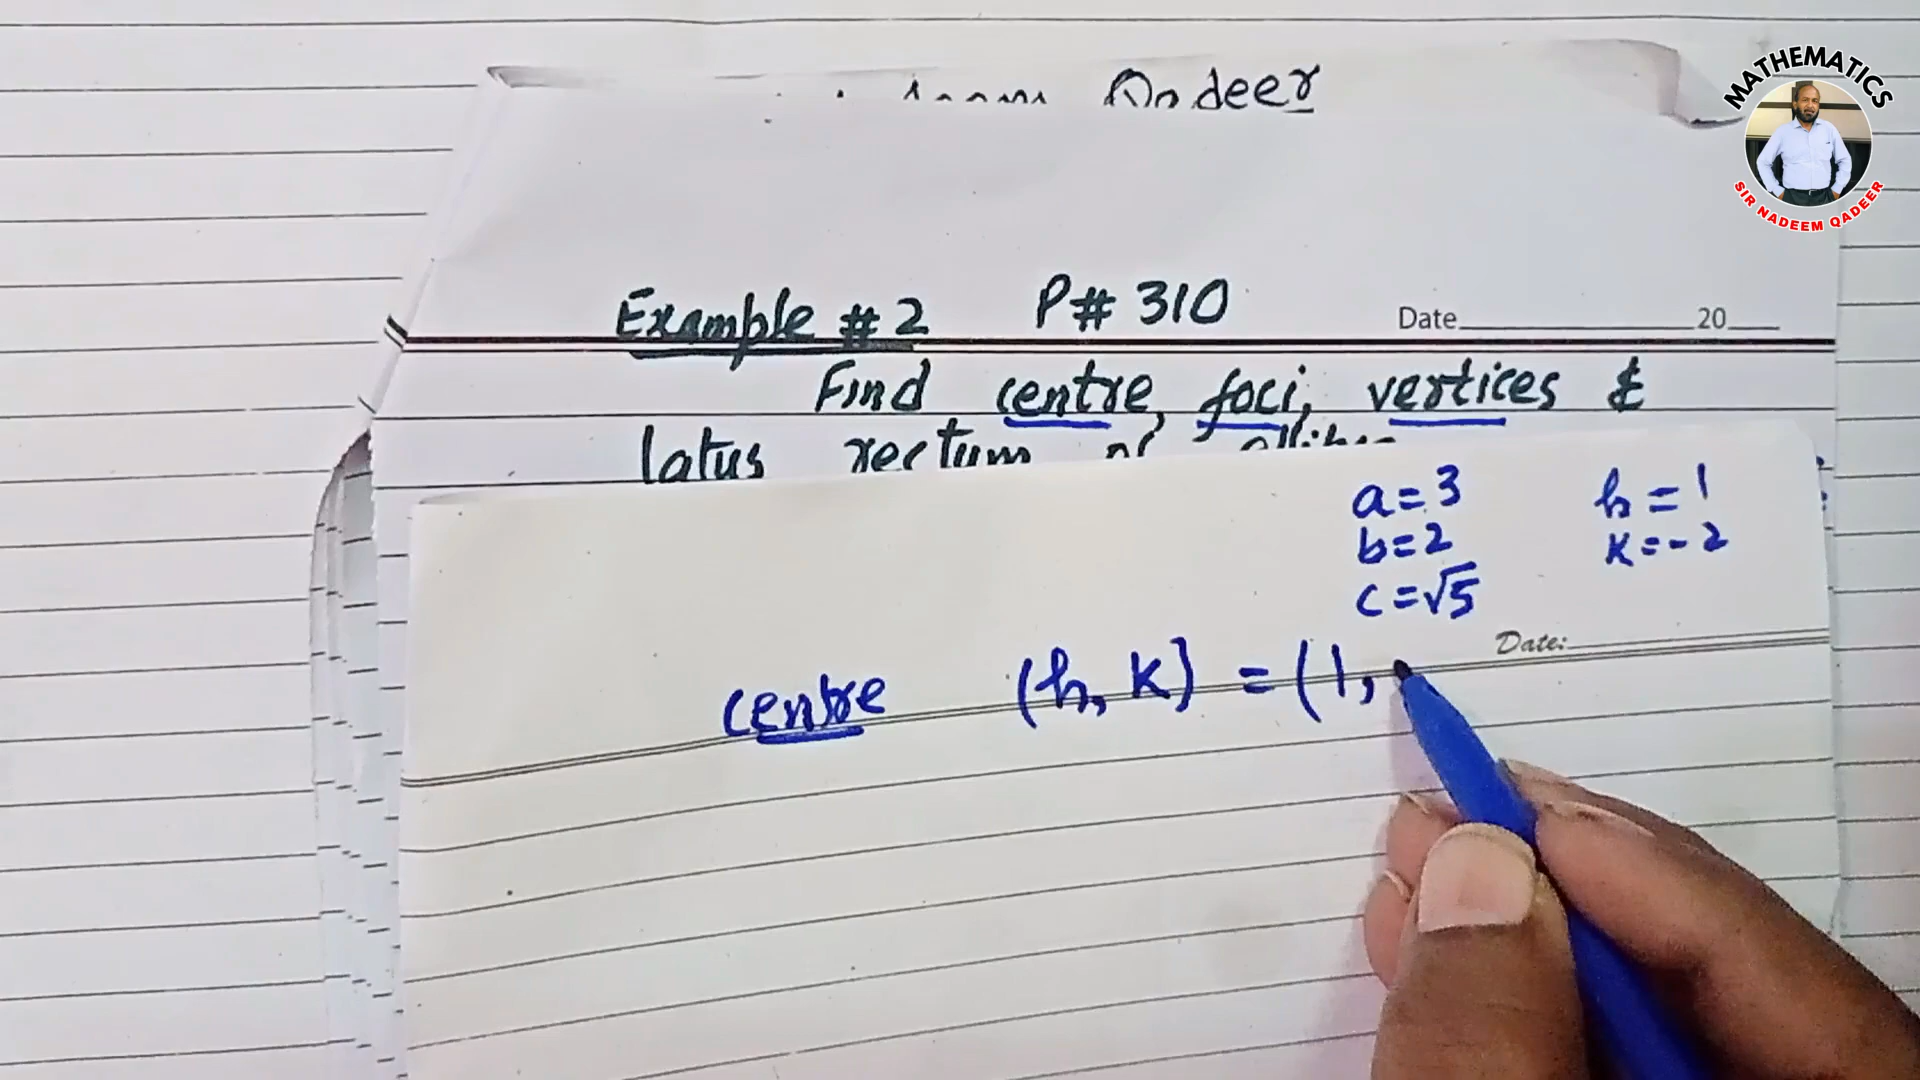 Qadeer
MATHEMATICS
SIR NADEEM QADEER
Example # 2 P# 310
Date 20
Find centre, foci, vertices &
latus rectum of
a = 3 h = 1
b = 2 k = - 2
c = √5
Date:
centre (h, k) = (1,